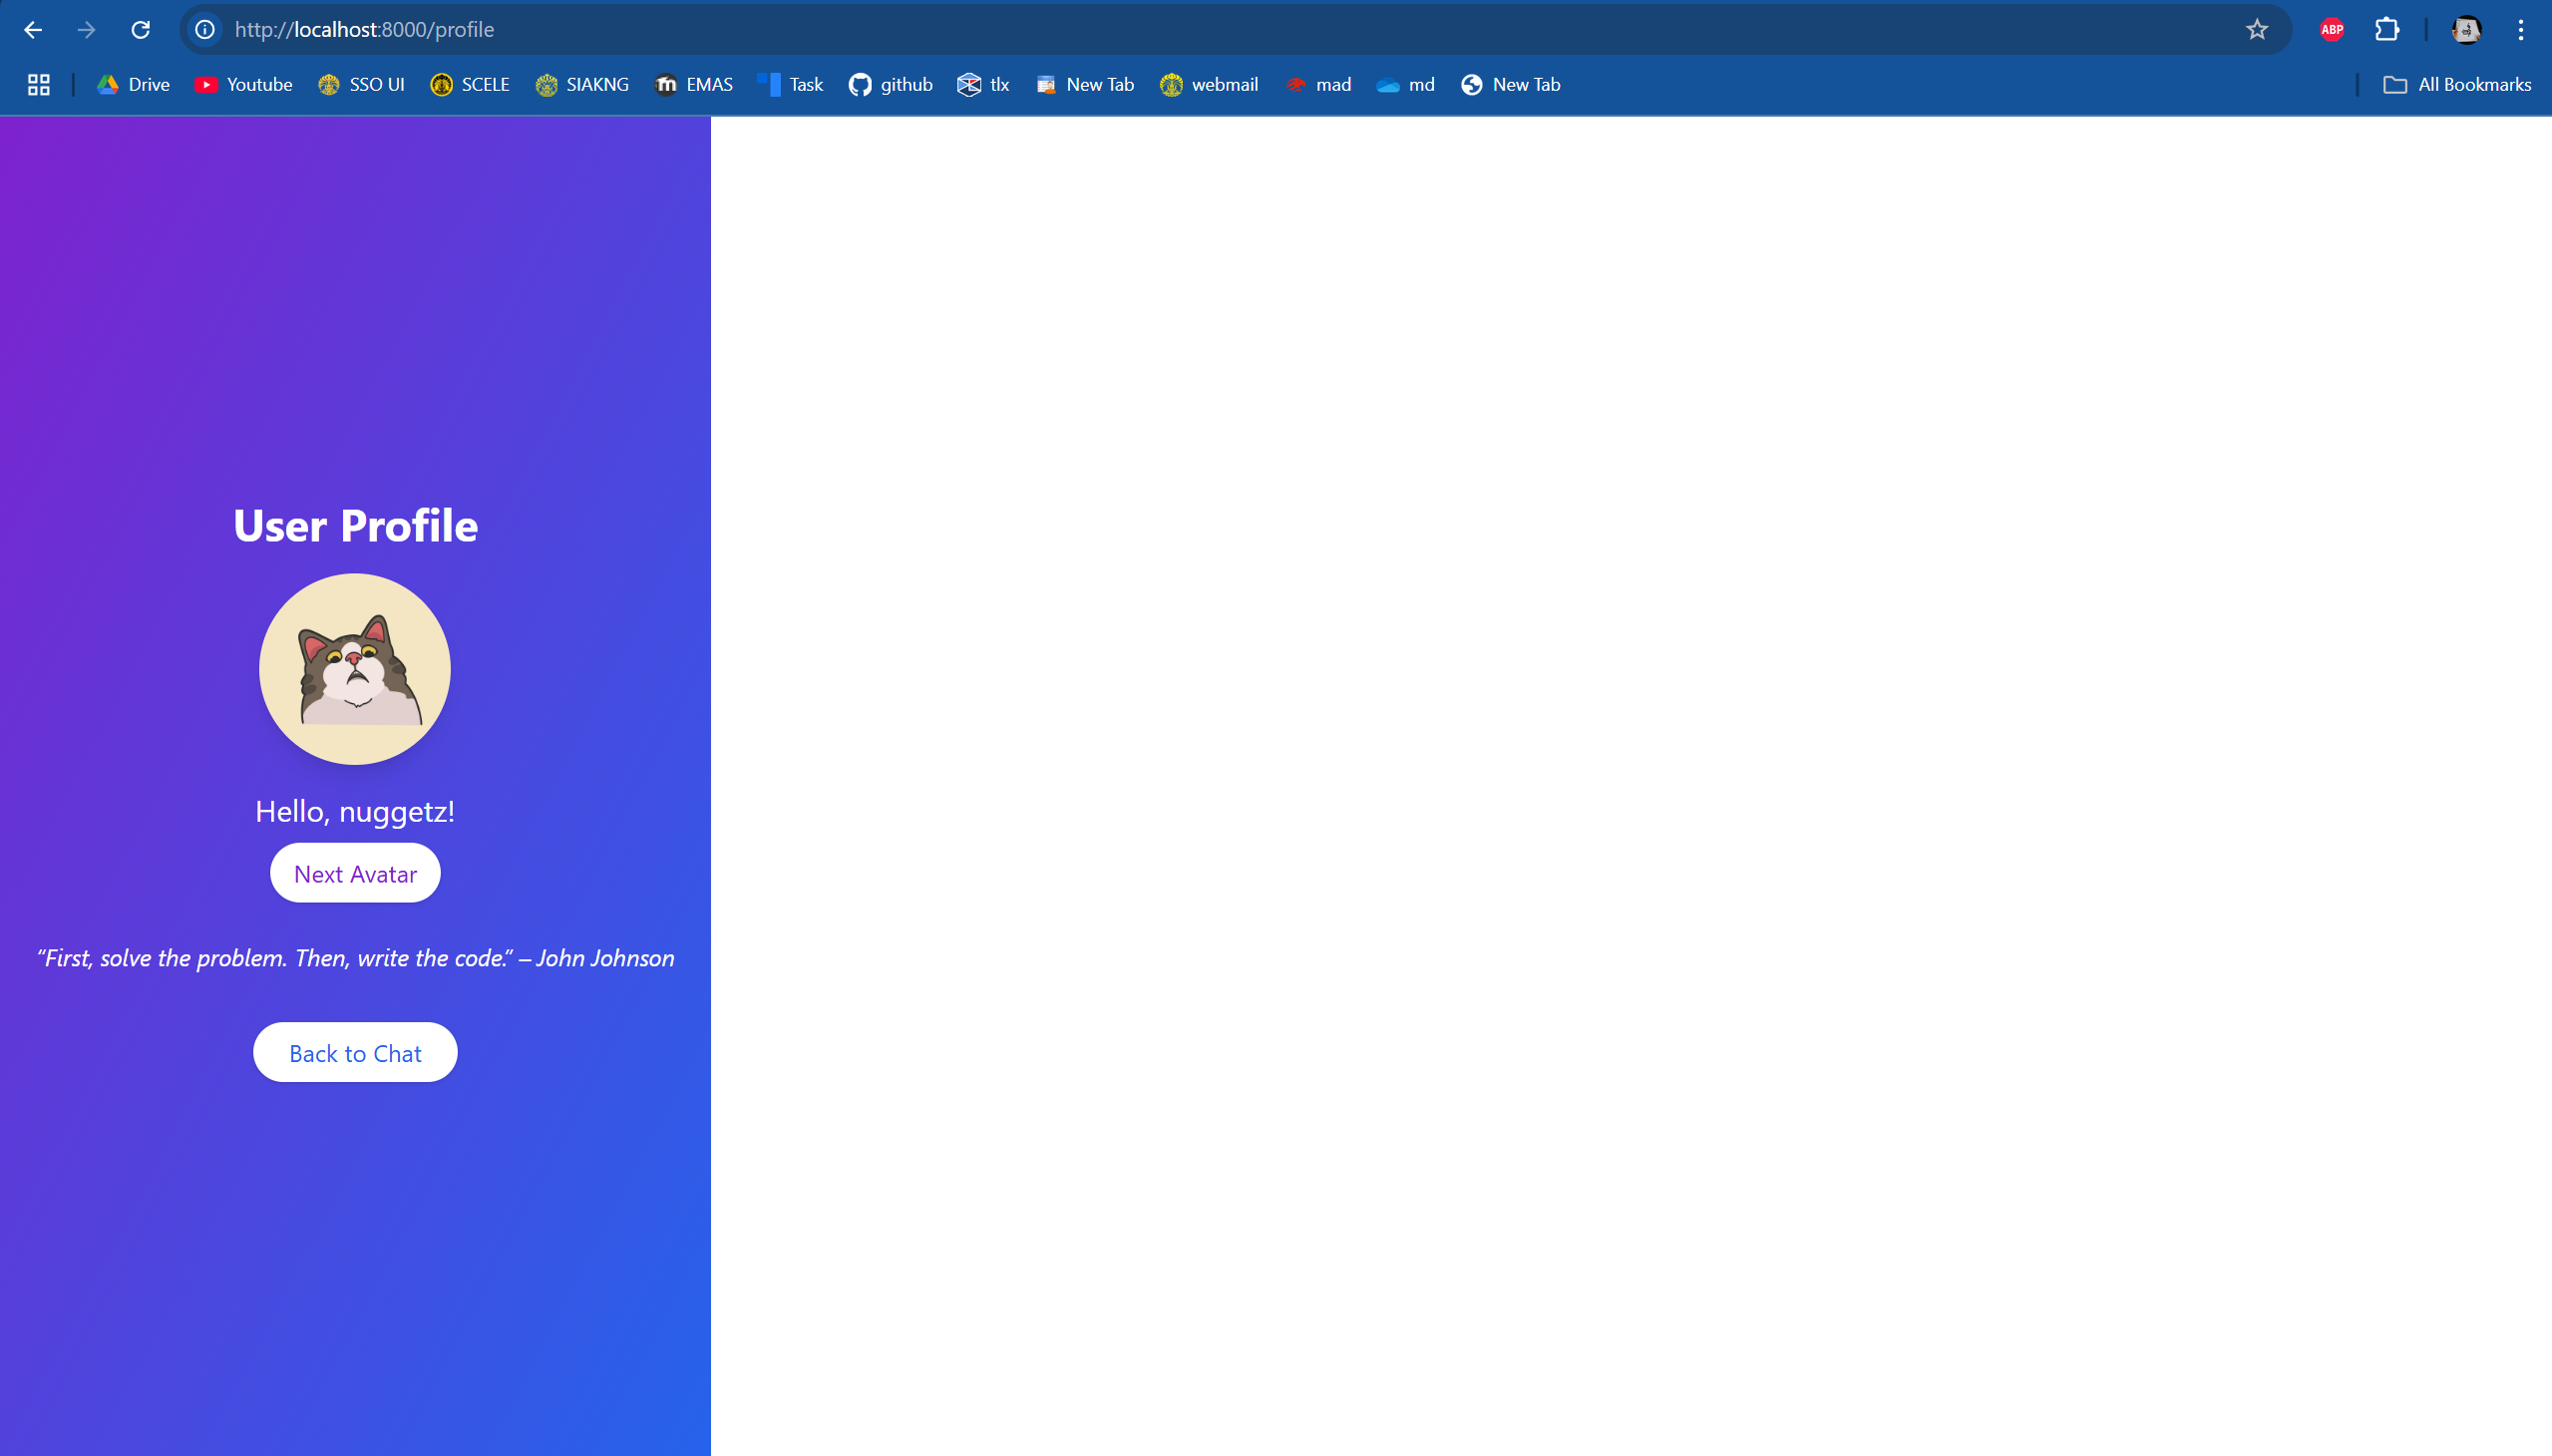 http://localhost:8000/profile
ABP
Drive Youtube SSO UI SCELE SIAKNG EMAS Task github tlx New Tab webmail mad md New Tab All Bookmarks
User Profile
Hello, nuggetz!
Next Avatar
“First, solve the problem. Then, write the code.” – John Johnson
Back to Chat